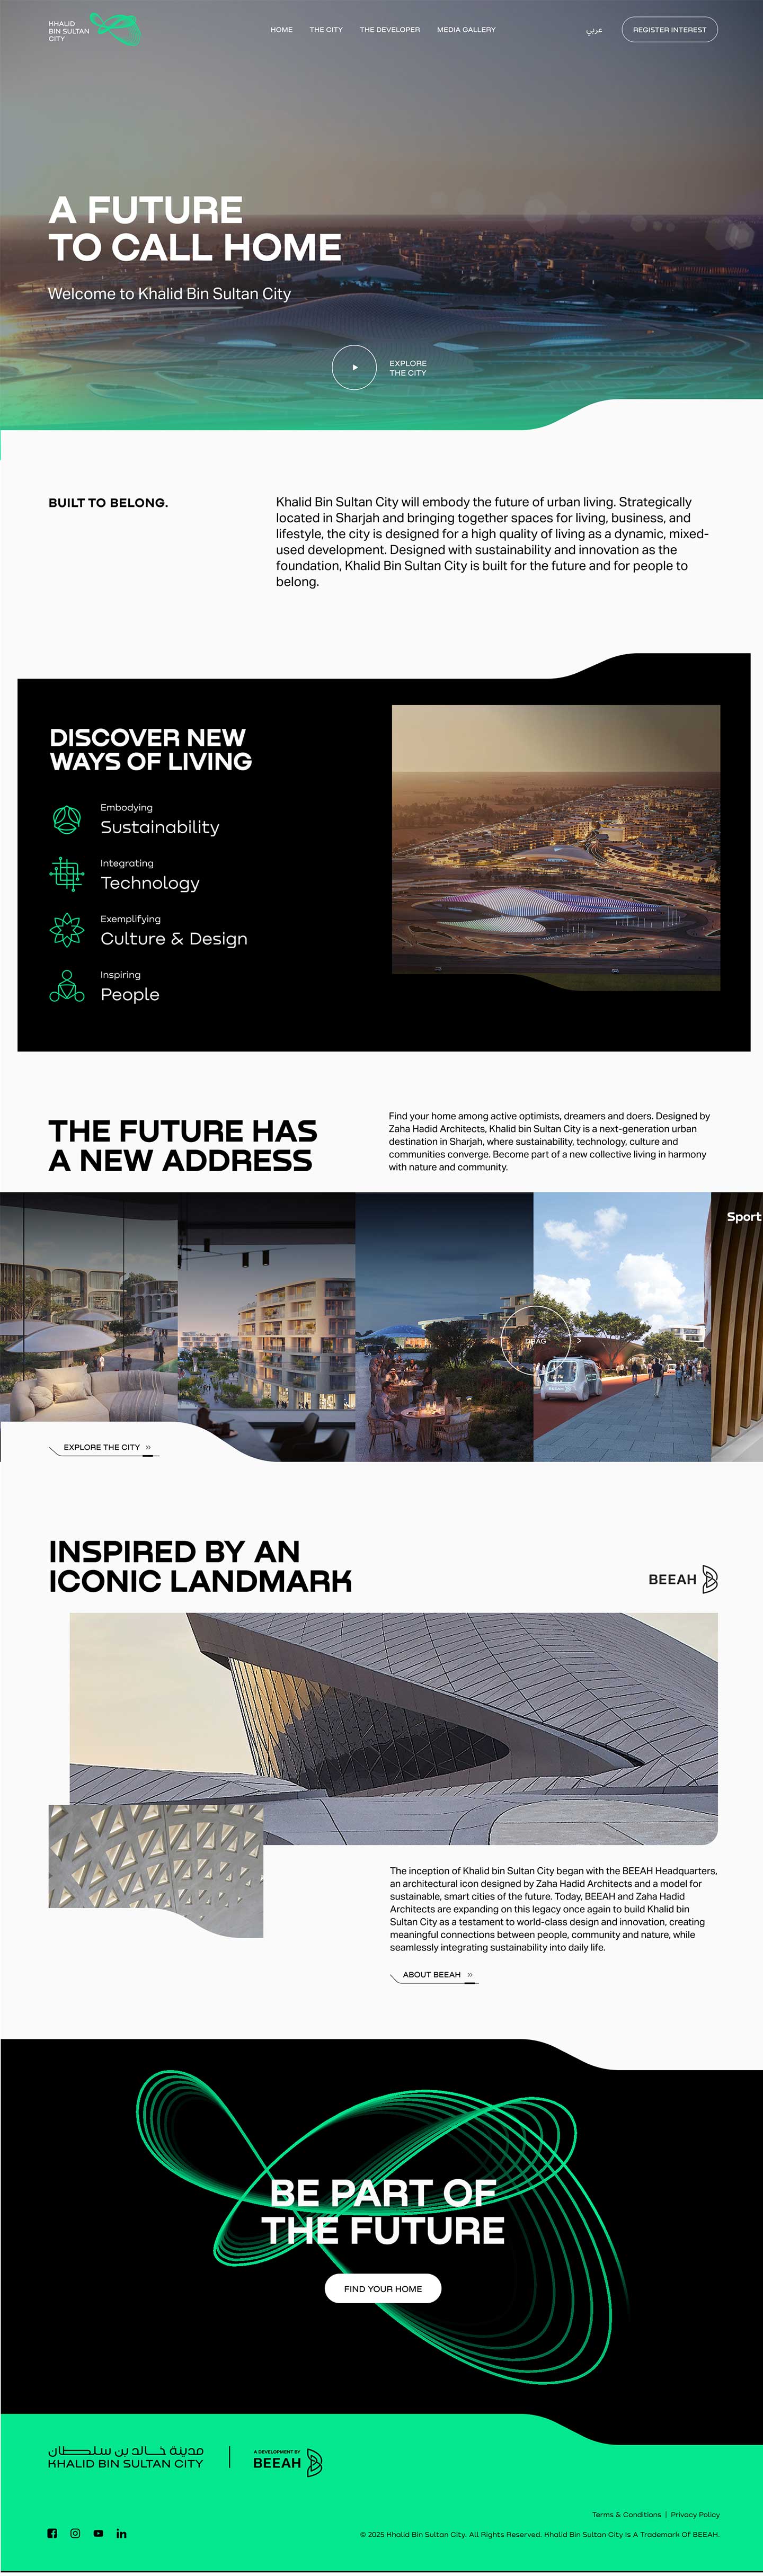 KHALID
BIN SULTAN
CITY
HOME
THE CITY
THE DEVELOPER
MEDIA GALLERY
عربي
REGISTER INTEREST
A FUTURE
TO CALL HOME
Welcome to Khalid Bin Sultan City
EXPLORE
THE CITY
BUILT TO BELONG.
Khalid Bin Sultan City will embody the future of urban living. Strategically
located in Sharjah and bringing together spaces for living, business, and
lifestyle, the city is designed for a high quality of living as a dynamic, mixed-
used development. Designed with sustainability and innovation as the
foundation, Khalid Bin Sultan City is built for the future and for people to
belong.
DISCOVER NEW
WAYS OF LIVING
Embodying
Sustainability
Integrating
Technology
Exemplifying
Culture & Design
Inspiring
People
THE FUTURE HAS
A NEW ADDRESS
Find your home among active optimists, dreamers and doers. Designed by
Zaha Hadid Architects, Khalid bin Sultan City is a next-generation urban
destination in Sharjah, where sustainability, technology, culture and
communities converge. Become part of a new collective living in harmony
with nature and community.
Sport
< DRAG >
EXPLORE THE CITY »
INSPIRED BY AN
ICONIC LANDMARK
BEEAH
The inception of Khalid bin Sultan City began with the BEEAH Headquarters,
an architectural icon designed by Zaha Hadid Architects and a model for
sustainable, smart cities of the future. Today, BEEAH and Zaha Hadid
Architects are expanding on this legacy once again to build Khalid bin
Sultan City as a testament to world-class design and innovation, creating
meaningful connections between people, community and nature, while
seamlessly integrating sustainability into daily life.
ABOUT BEEAH »
BE PART OF
THE FUTURE
FIND YOUR HOME
مدينة خالد بن سلطان
KHALID BIN SULTAN CITY
A DEVELOPMENT BY
BEEAH
Terms & Conditions | Privacy Policy
© 2025 Khalid Bin Sultan City. All Rights Reserved. Khalid Bin Sultan City Is A Trademark Of BEEAH.